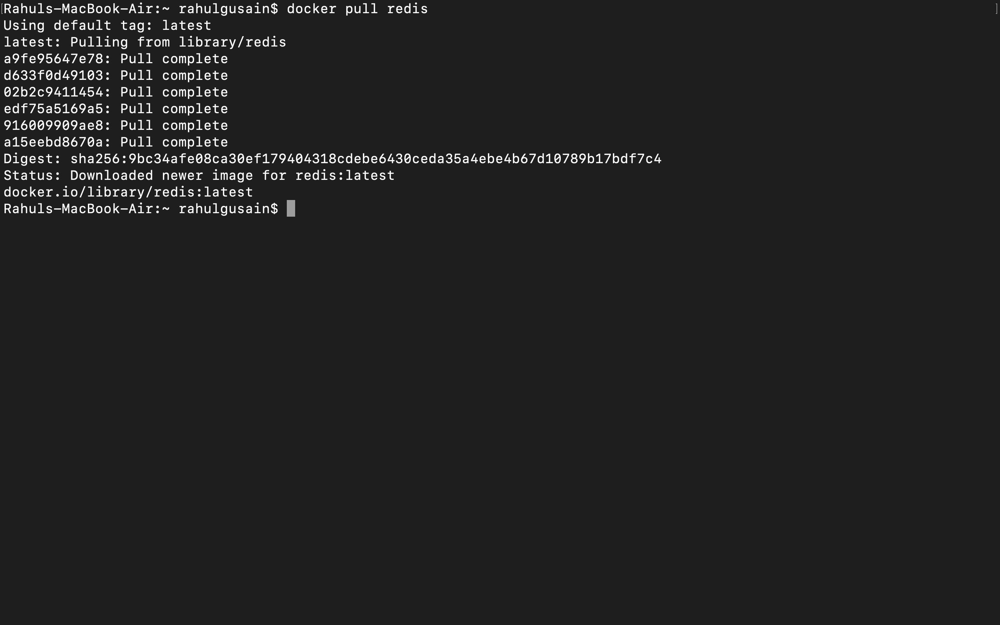 [Rahuls-MacBook-Air:~ rahulgusain$ docker pull redis ]
Using default tag: latest
latest: Pulling from library/redis
a9fe95647e78: Pull complete
d633f0d49103: Pull complete
02b2c9411454: Pull complete
edf75a5169a5: Pull complete
916009909ae8: Pull complete
a15eebd8670a: Pull complete
Digest: sha256:9bc34afe08ca30ef179404318cdebe6430ceda35a4ebe4b67d10789b17bdf7c4
Status: Downloaded newer image for redis:latest
docker.io/library/redis:latest
Rahuls-MacBook-Air:~ rahulgusain$